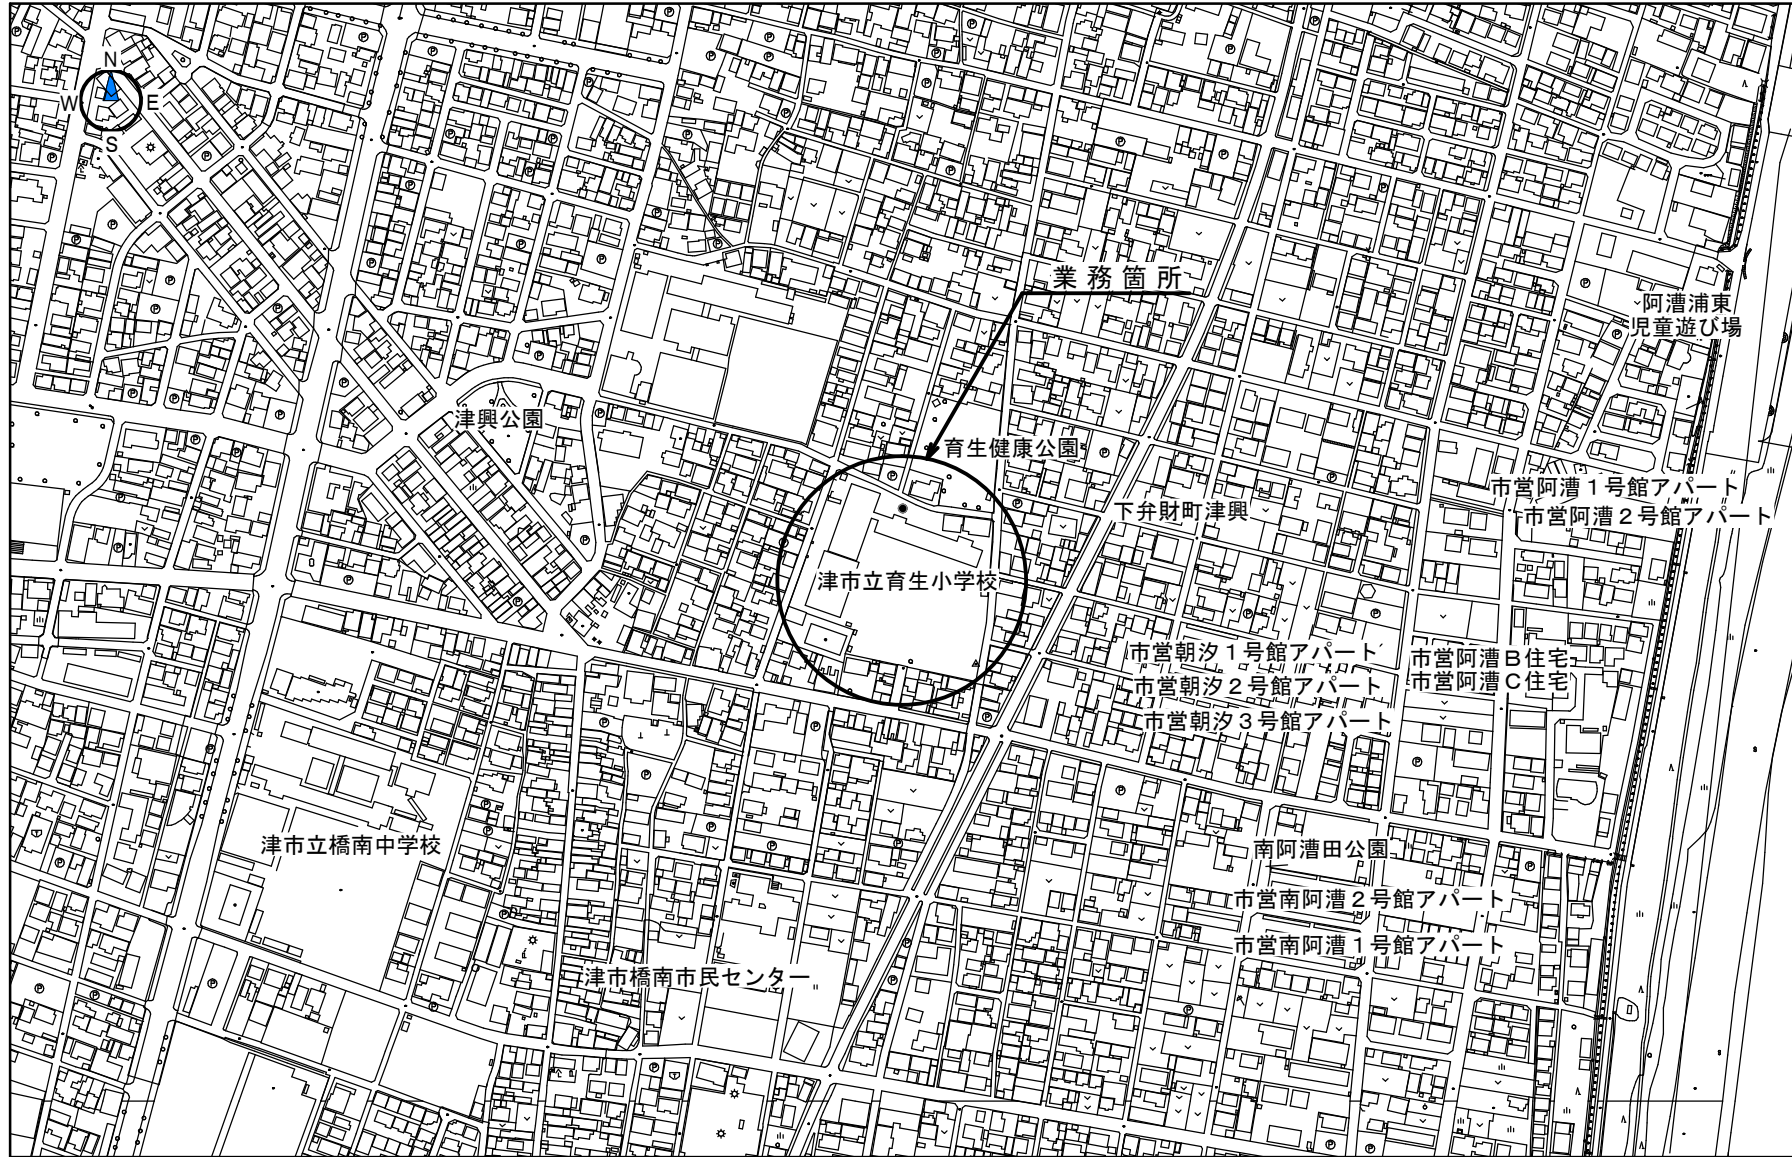 N
W E
S
業務箇所
阿漕浦東
児童遊び場
津興公園
育生健康公園
市営阿漕１号館アパート
市営阿漕２号館アパート
下弁財町津興
津市立育生小学校
市営朝汐１号館アパート
市営朝汐２号館アパート
市営朝汐３号館アパート
市営阿漕Ｂ住宅
市営阿漕Ｃ住宅
津市立橋南中学校
南阿漕田公園
市営南阿漕２号館アパート
市営南阿漕１号館アパート
津市橋南市民センター